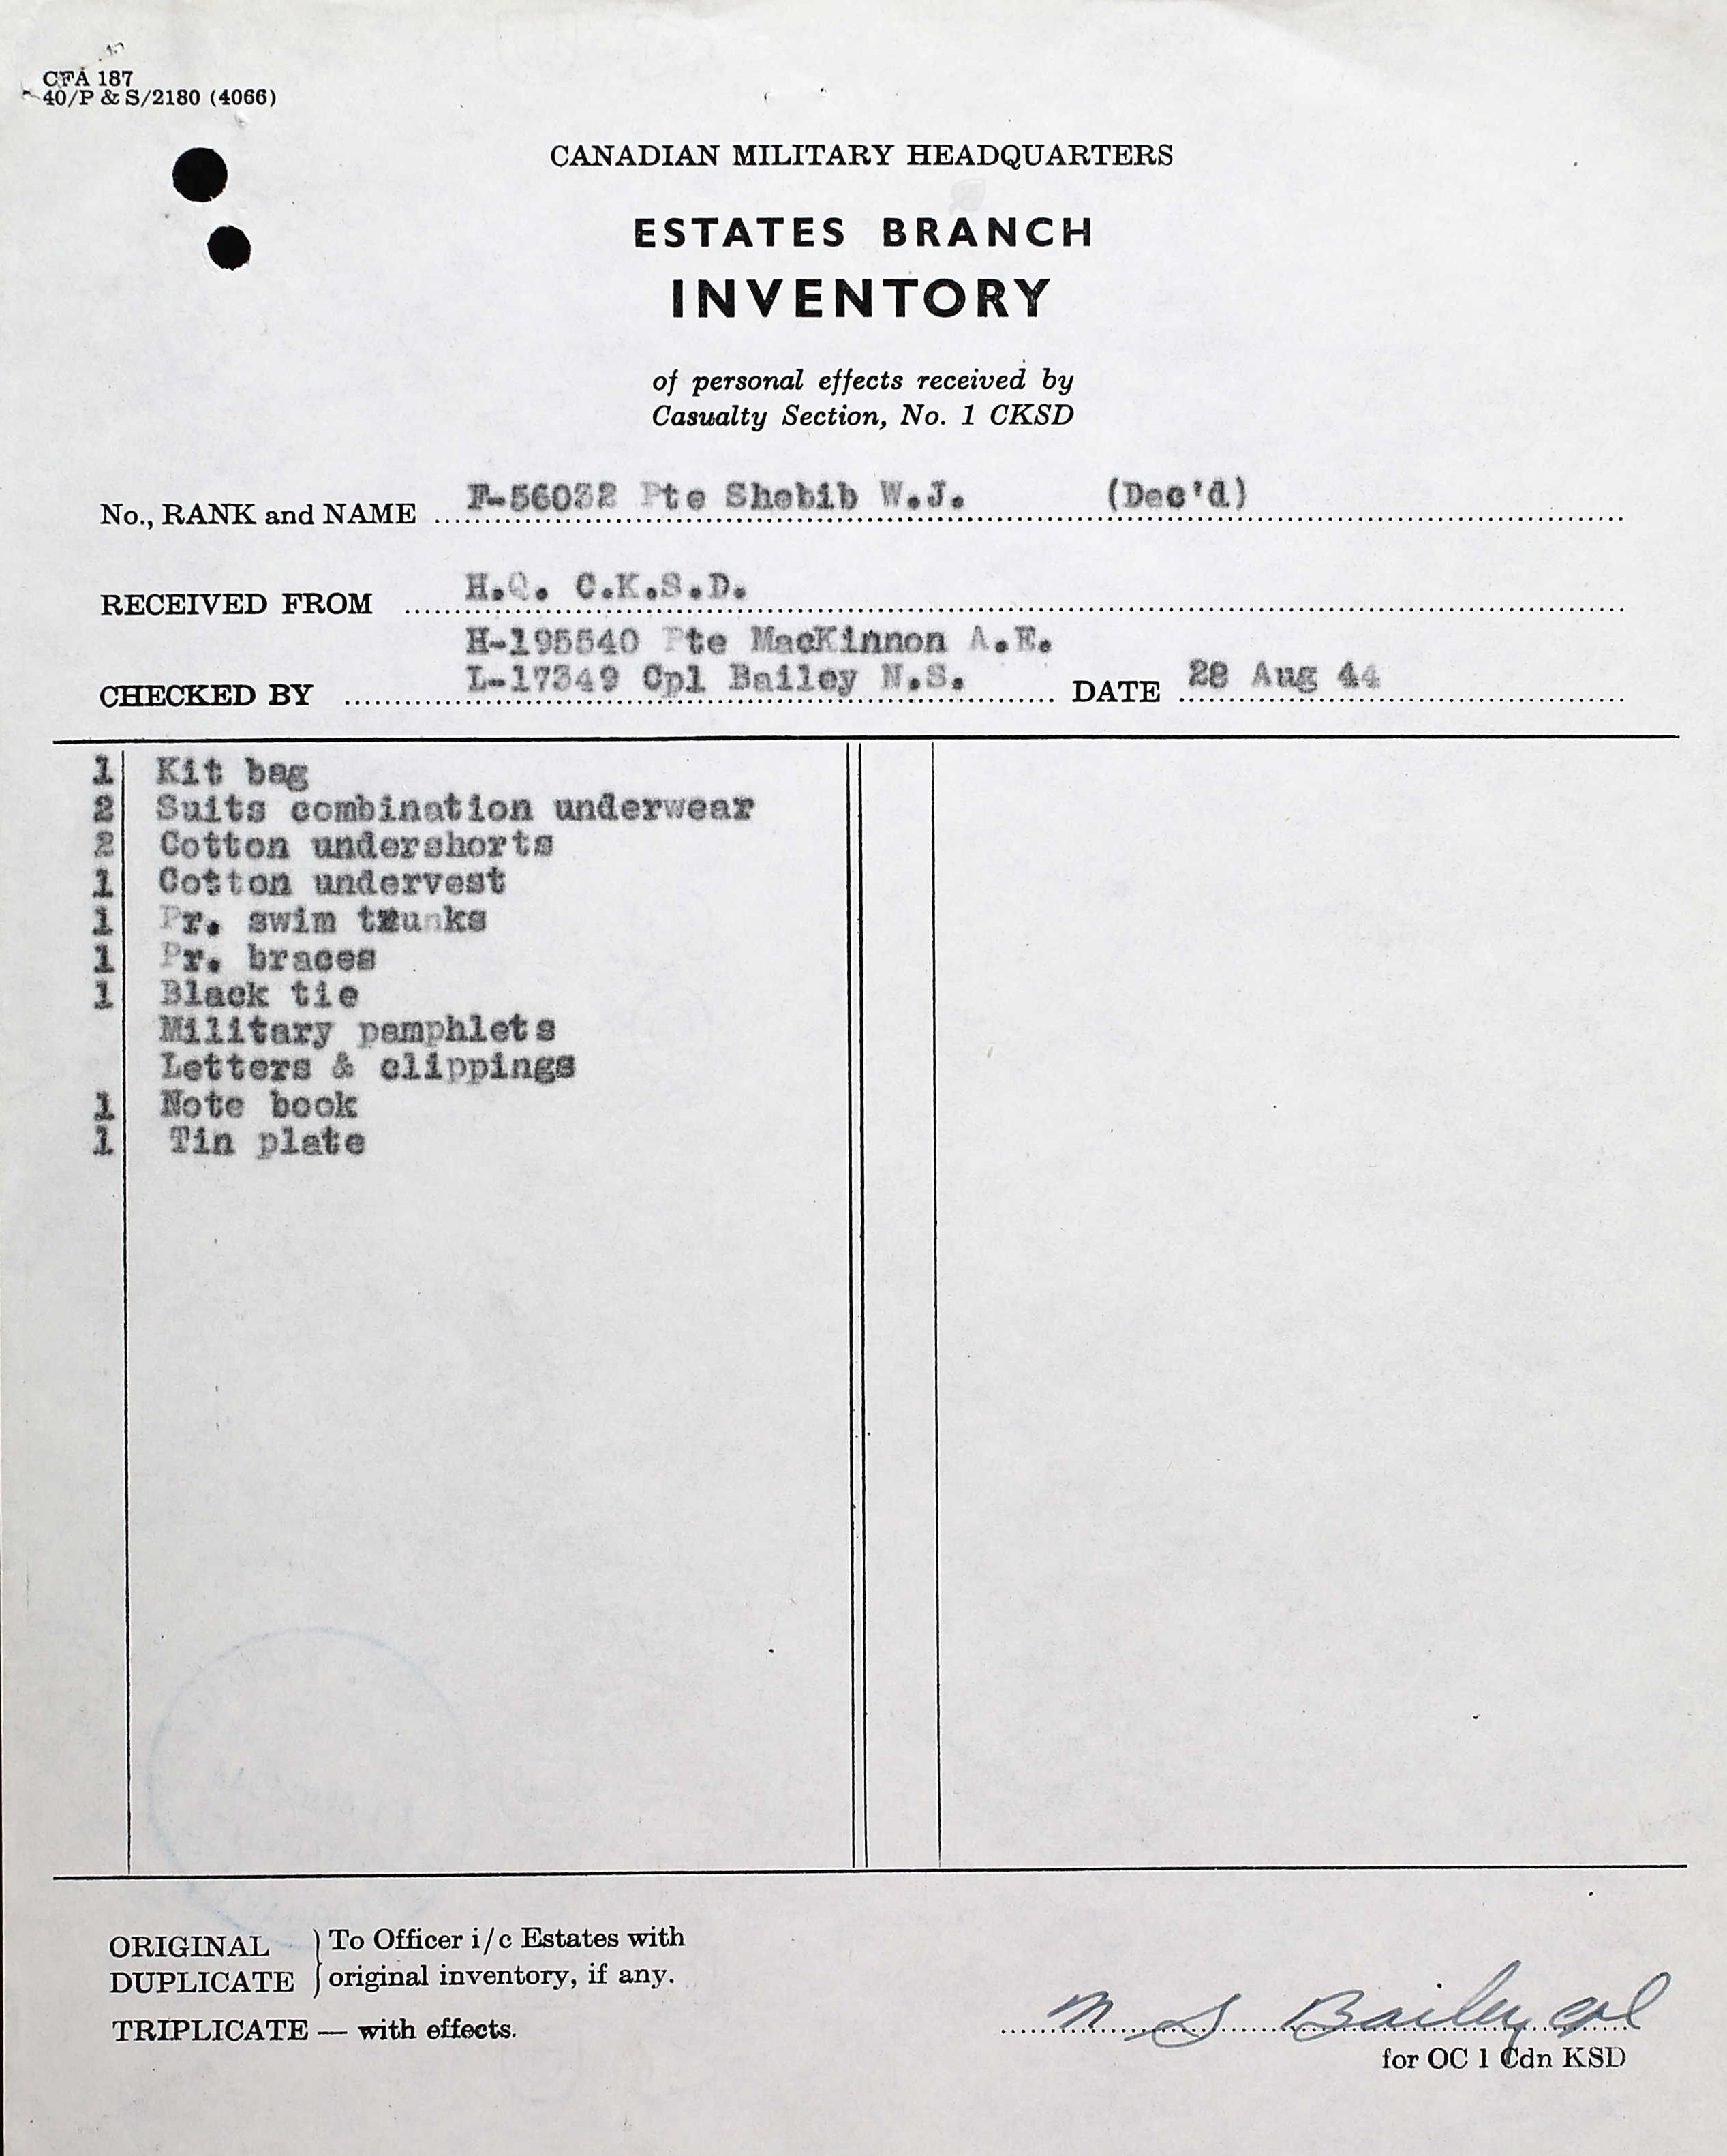 CFA 187
40/P & S/2180 (4066)
CANADIAN MILITARY HEADQUARTERS
ESTATES BRANCH
INVENTORY
of personal effects received by
Casualty Section, No. 1 CKSD
No., RANK and NAME F-56032 Pte Shebib W.J. (Dec'd)
RECEIVED FROM H.Q. C.K.S.D.
H-195540 Pte MacKinnon A.E.
CHECKED BY L-17349 Cpl Bailey N.S. DATE 28 Aug 44
1 Kit bag
2 Suits combination underwear
2 Cotton undershorts
1 Cotton undervest
1 Pr. swim trunks
1 Pr. braces
1 Black tie
Military pamphlets
Letters & clippings
1 Note book
1 Tin plate
ORIGINAL } To Officer i/c Estates with
DUPLICATE } original inventory, if any.
TRIPLICATE — with effects.
N S Bailey cpl
for OC 1 Cdn KSD